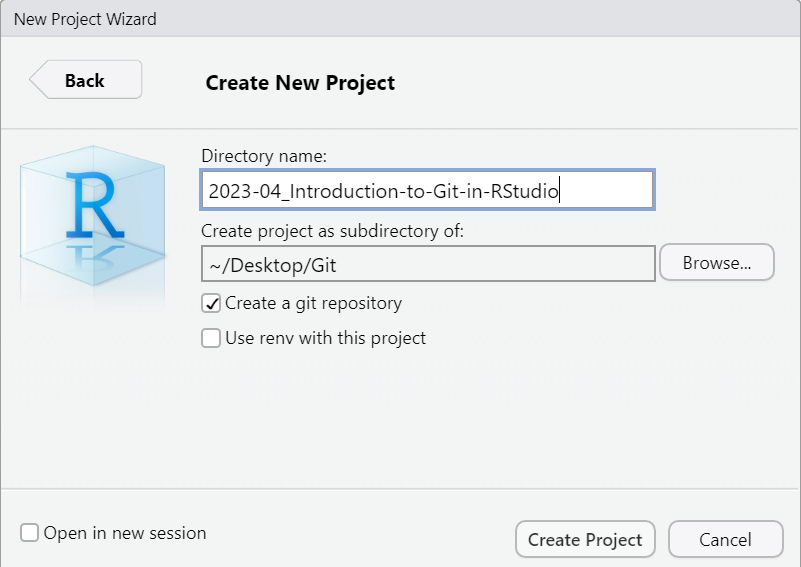 New Project Wizard
Back
Create New Project
R
Directory name:
2023-04_Introduction-to-Git-in-RStudio
Create project as subdirectory of:
~/Desktop/Git
Browse...
Create a git repository
Use renv with this project
Open in new session
Create Project
Cancel